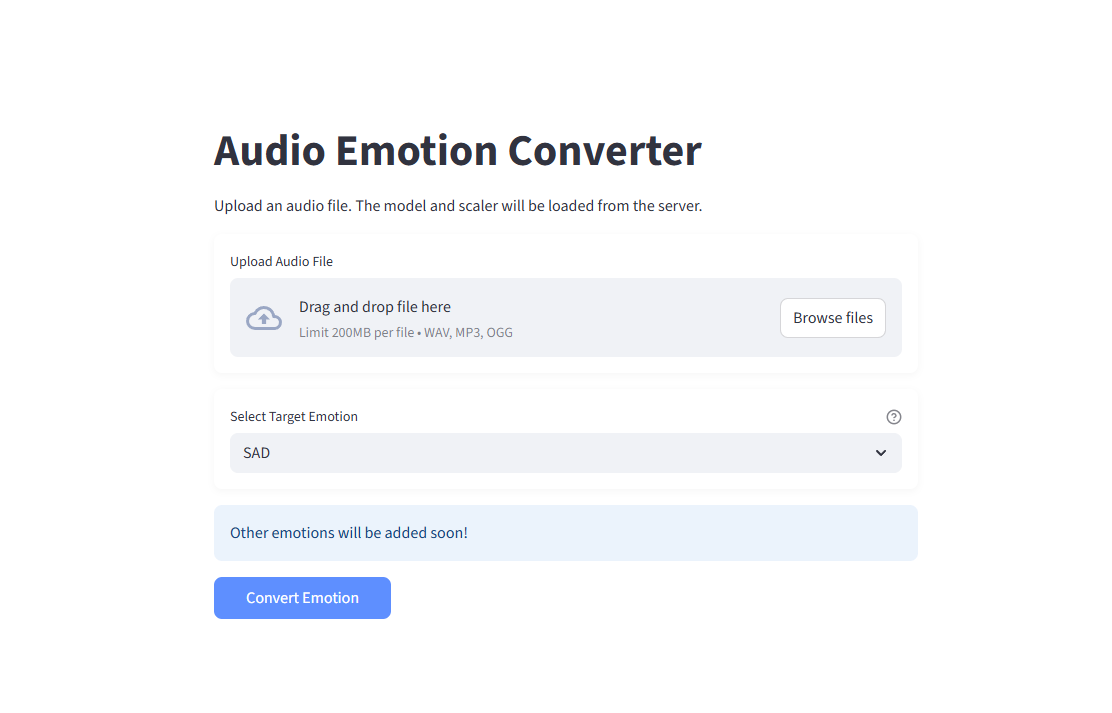 Audio Emotion Converter
Upload an audio file. The model and scaler will be loaded from the server.
Upload Audio File
Drag and drop file here
Limit 200MB per file • WAV, MP3, OGG
Browse files
Select Target Emotion
SAD
Other emotions will be added soon!
Convert Emotion